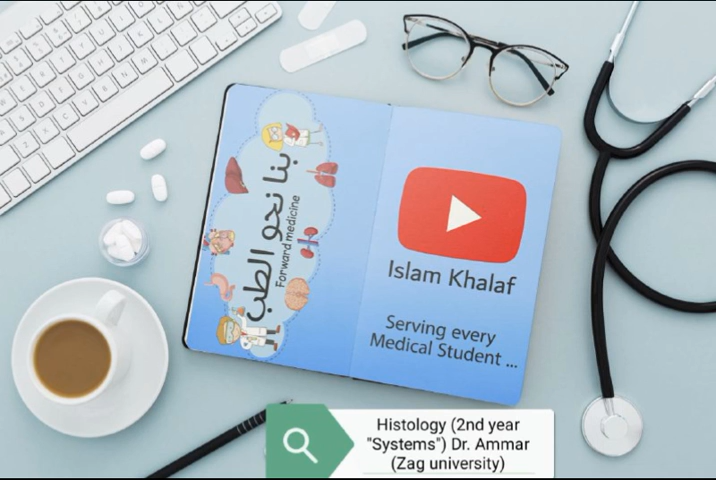 بنا نحو الطب
Forward medicine
Islam Khalaf
Serving every
Medical Student ...
Histology (2nd year
"Systems") Dr. Ammar
(Zag university)